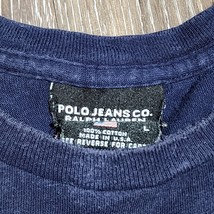 POLO JEANS CO.
RALPH LAUREN
100% COTTON
MADE IN U.S.A.
REVERSE FOR CARE
L